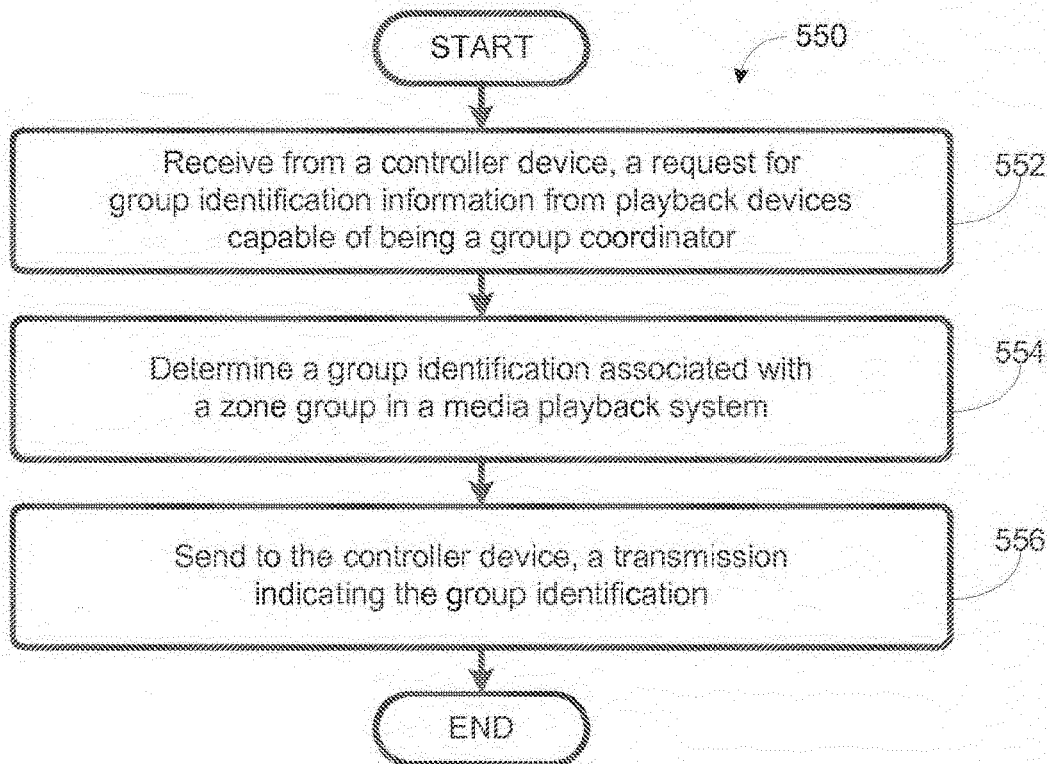 START
550
Receive from a controller device, a request for
group identification information from playback devices
capable of being a group coordinator
552
Determine a group identification associated with
a zone group in a media playback system
554
Send to the controller device, a transmission
indicating the group identification
556
END